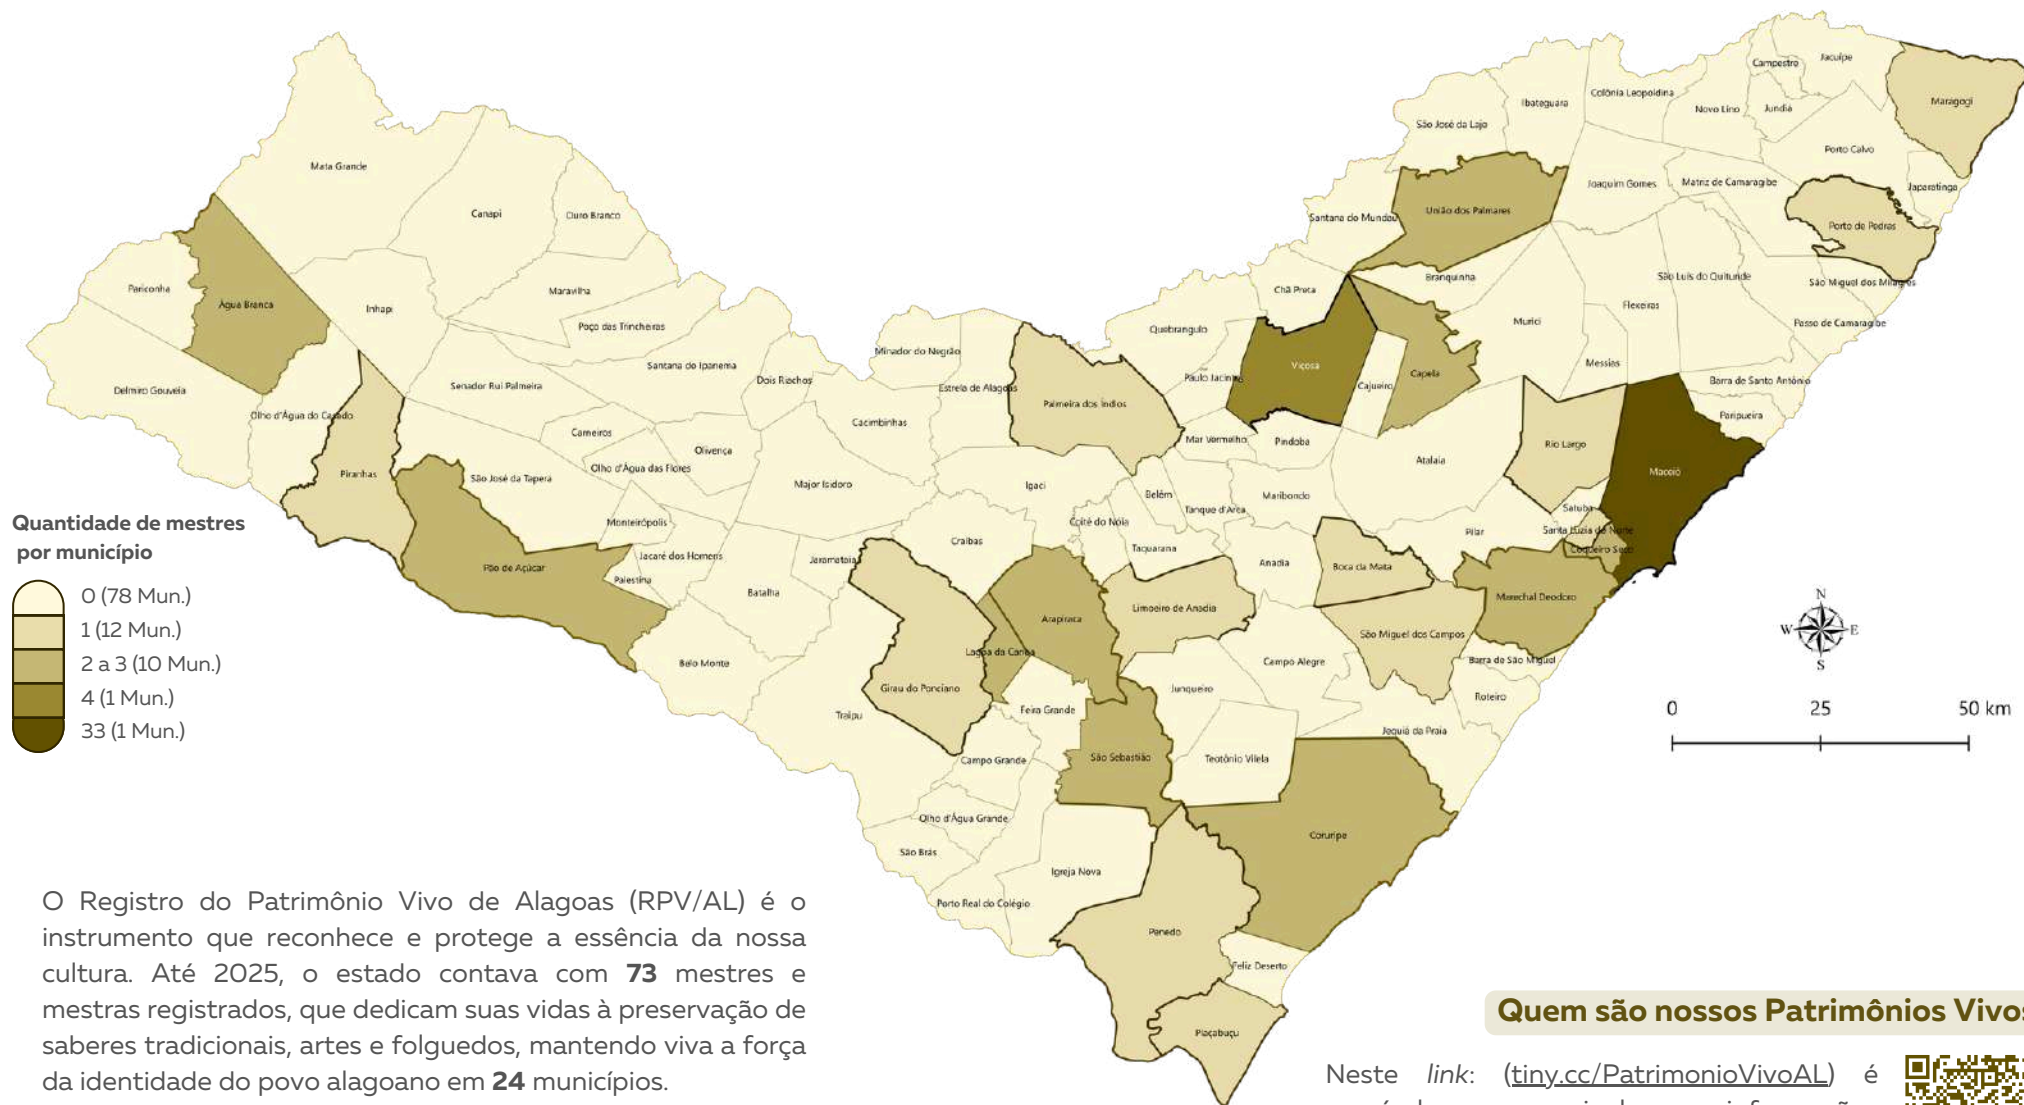 Campestre
Jacuípe
Ibateguara
Colônia Leopoldina
Novo Lino
Jundiá
Maragogi
São José da Laje
Porto Calvo
Mata Grande
Joaquim Gomes
Matriz de Camaragibe
Japaratinga
Canapi
Ouro Branco
Santana do Mundaú
União dos Palmares
Porto de Pedras
Pariconha
Água Branca
Inhapi
Maravilha
Poço das Trincheiras
Chã Preta
Branquinha
São Luís do Quitunde
São Miguel dos Milagres
Flexeiras
Murici
Passo de Camaragibe
Quebrangulo
Minador do Negrão
Santana do Ipanema
Dois Riachos
Estrela de Alagoas
Palmeira dos Índios
Paulo Jacinto
Viçosa
Cajueiro
Capela
Messias
Barra de Santo Antônio
Paripueira
Delmiro Gouveia
Senador Rui Palmeira
Olho d'Água do Casado
Carneiros
Olivença
Cacimbinhas
Mar Vermelho
Pindoba
Atalaia
Rio Largo
Maceió
Piranhas
São José da Tapera
Olho d'Água das Flores
Major Isidoro
Igaci
Belém
Maribondo
Tanque d'Arca
Satuba
Santa Luzia do Norte
Coqueiro Seco
Pilar
Monteirópolis
Coité do Nóia
Craíbas
Taquarana
Anadia
Boca da Mata
Marechal Deodoro
Pão de Açúcar
Jacaré dos Homens
Palestina
Jaramataia
Batalha
Arapiraca
Limoeiro de Anadia
São Miguel dos Campos
Barra de São Miguel
Roteiro
Belo Monte
Lagoa da Canoa
Girau do Ponciano
Campo Alegre
Junqueiro
Feira Grande
Traipu
Jequiá da Praia
Campo Grande
São Sebastião
Teotônio Vilela
Olho d'Água Grande
São Brás
Coruripe
Igreja Nova
Porto Real do Colégio
Penedo
Feliz Deserto
Piaçabuçu
Quantidade de mestres
por município
0 (78 Mun.)
1 (12 Mun.)
2 a 3 (10 Mun.)
4 (1 Mun.)
33 (1 Mun.)
N
W E
S
0 25 50 km
O Registro do Patrimônio Vivo de Alagoas (RPV/AL) é o
instrumento que reconhece e protege a essência da nossa
cultura. Até 2025, o estado contava com 73 mestres e
mestras registrados, que dedicam suas vidas à preservação de
saberes tradicionais, artes e folguedos, mantendo viva a força
da identidade do povo alagoano em 24 municípios.
Quem são nossos Patrimônios Vivos
Neste link: (tiny.cc/PatrimonioVivoAL) é